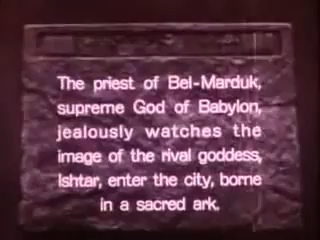 The priest of Bel-Marduk,
supreme God of Babylon,
jealously watches the
image of the rival goddess,
Ishtar, enter the city, borne
in a sacred ark.